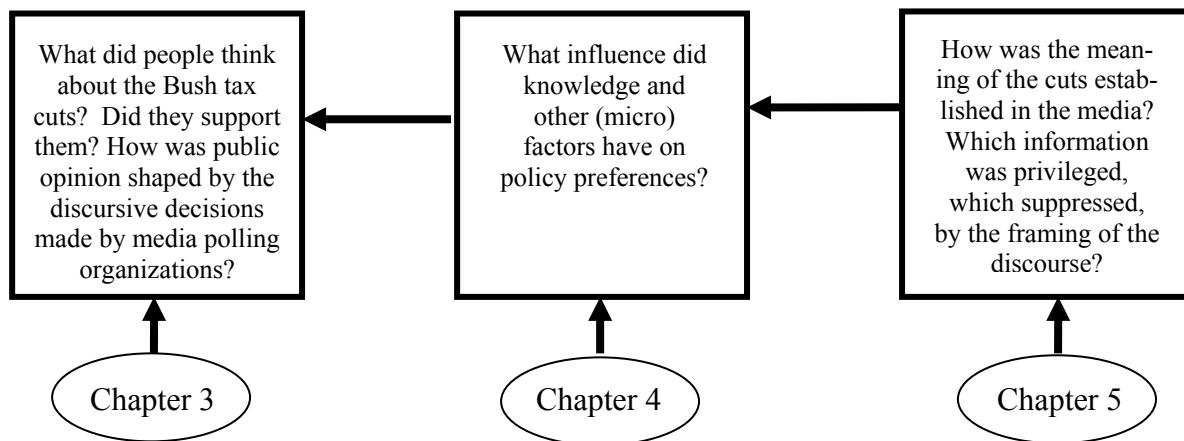 What did people think
about the Bush tax
cuts?  Did they support
them? How was public
opinion shaped by the
discursive decisions
made by media polling
organizations?
What influence did
knowledge and
other (micro)
factors have on
policy preferences?
How was the mean-
ing of the cuts estab-
lished in the media?
Which information
was privileged,
which suppressed,
by the framing of the
discourse?
Chapter 3
Chapter 4
Chapter 5